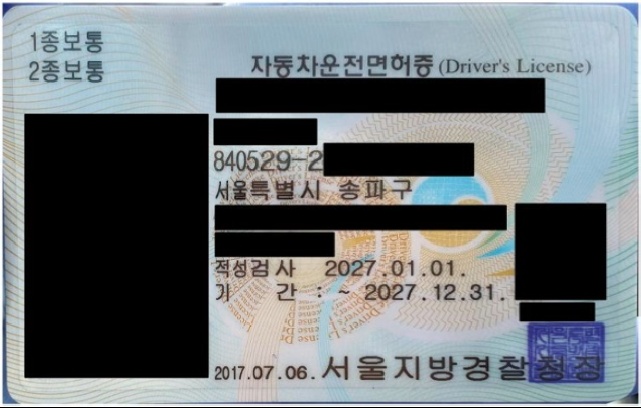 1종보통
2종보통
자동차운전면허증 (Driver's License)
840529-2
서울특별시 송파구
적성검사 2027.01.01.
기 간 : ~ 2027.12.31.
2017.07.06. 서울지방경찰청장